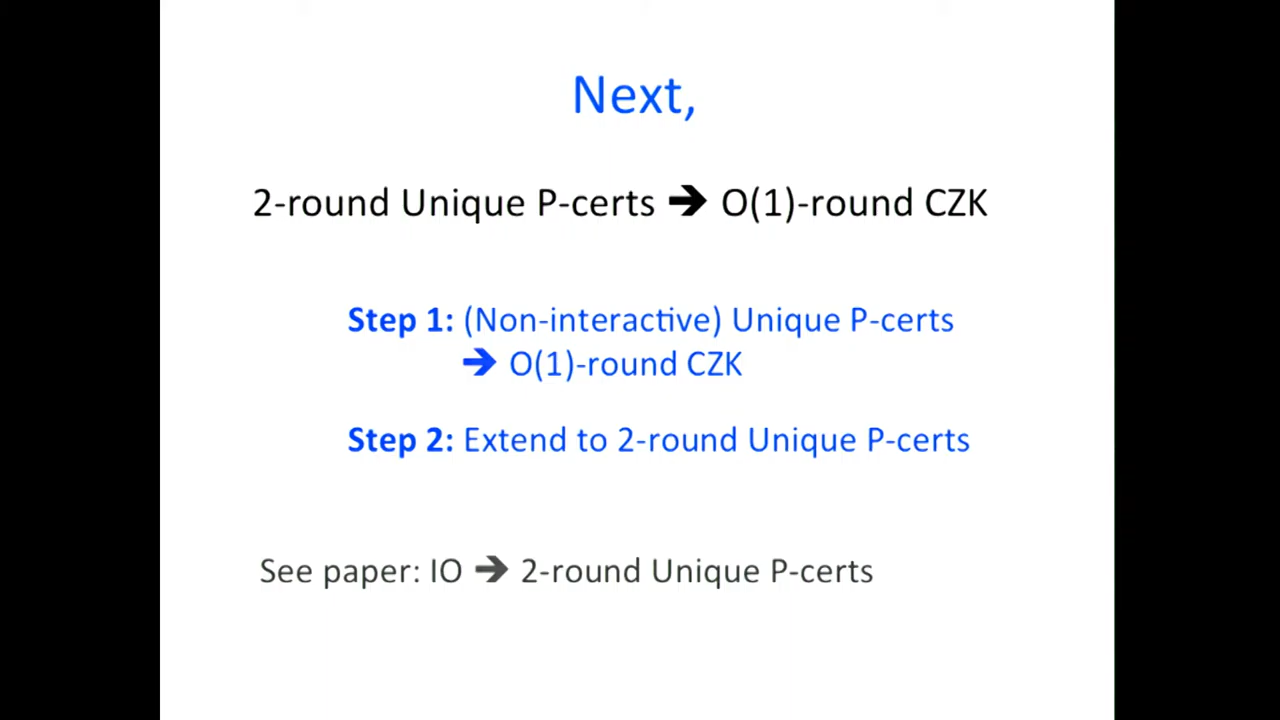 Next,
2-round Unique P-certs ➔ O(1)-round CZK
Step 1: (Non-interactive) Unique P-certs
➔ O(1)-round CZK
Step 2: Extend to 2-round Unique P-certs
See paper: IO ➔ 2-round Unique P-certs